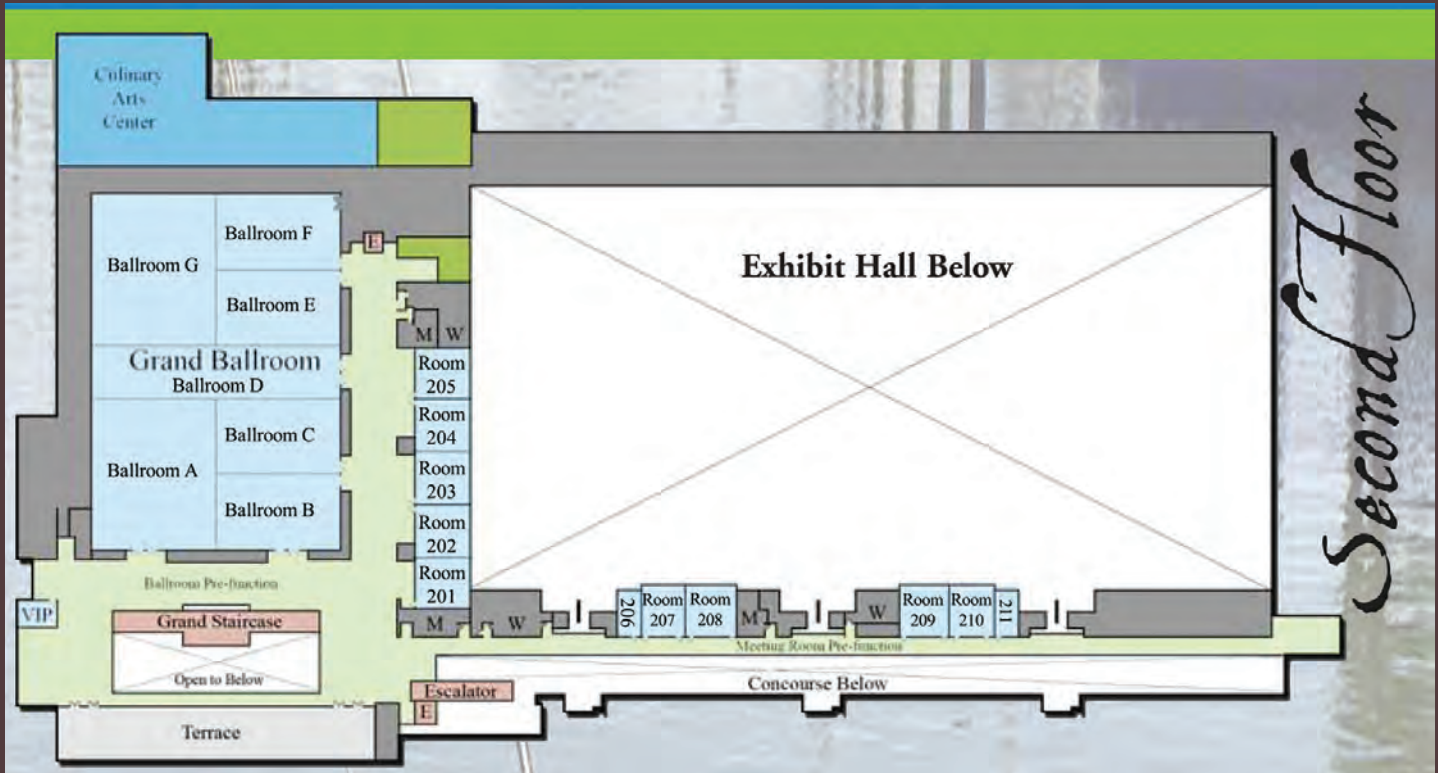 Culinary
Arts
Center
Second Floor
Ballroom F
Ballroom G
E
Exhibit Hall Below
Ballroom E
M W
Grand Ballroom
Ballroom D
Room
205
Room
204
Ballroom C
Ballroom A
Room
203
Ballroom B
Room
202
Room
201
Ballroom Pre-function
VIP
Grand Staircase
M
W
206
Room
207
Room
208
M
W
Room
209
Room
210
211
Meeting Room Pre-function
Open to Below
Escalator
E
Concourse Below
Terrace